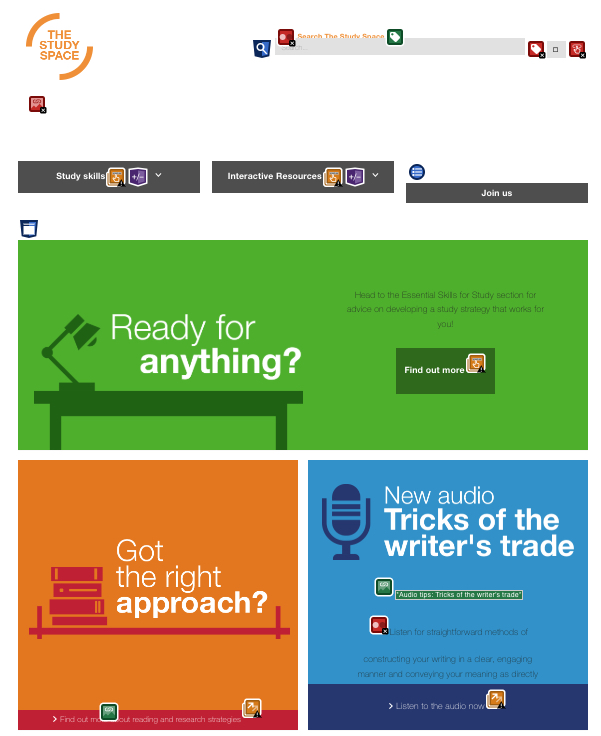 THE
STUDY
SPACE
Search The Study Space
Study skills +/-
Interactive Resources +/-
Join us
Head to the Essential Skills for Study section for
advice on developing a study strategy that works for
you!
Ready for
anything?
Find out more
New audio
Tricks of the
writer's trade
Got
the right
approach?
"Audio tips: Tricks of the writer's trade"
Listen for straightforward methods of
constructing your writing in a clear, engaging
manner and conveying your meaning as directly
Listen to the audio now
Find out about reading and research strategies